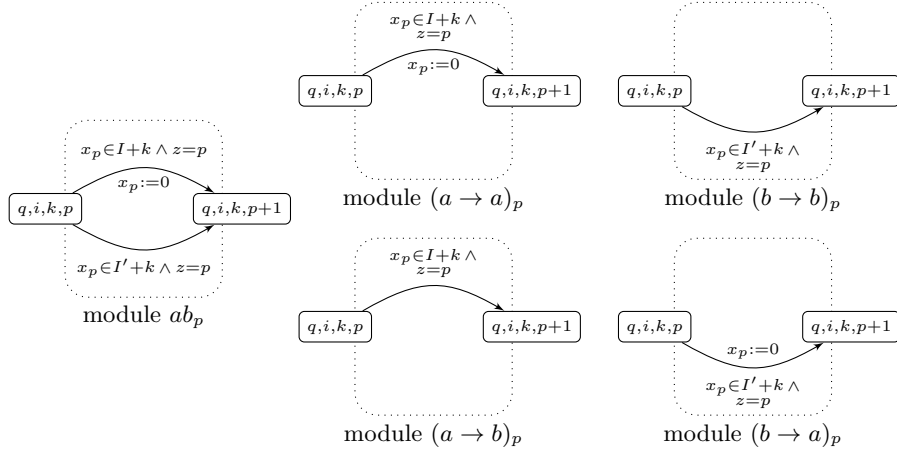 x_p∈I+k ∧ z=p
x_p:=0
q,i,k,p
q,i,k,p+1
x_p∈I'+k ∧ z=p
module ab_p
x_p∈I+k ∧
z=p
x_p:=0
q,i,k,p
q,i,k,p+1
module (a → a)_p
q,i,k,p
q,i,k,p+1
x_p∈I'+k ∧
z=p
module (b → b)_p
x_p∈I+k ∧
z=p
q,i,k,p
q,i,k,p+1
module (a → b)_p
q,i,k,p
q,i,k,p+1
x_p:=0
x_p∈I'+k ∧
z=p
module (b → a)_p